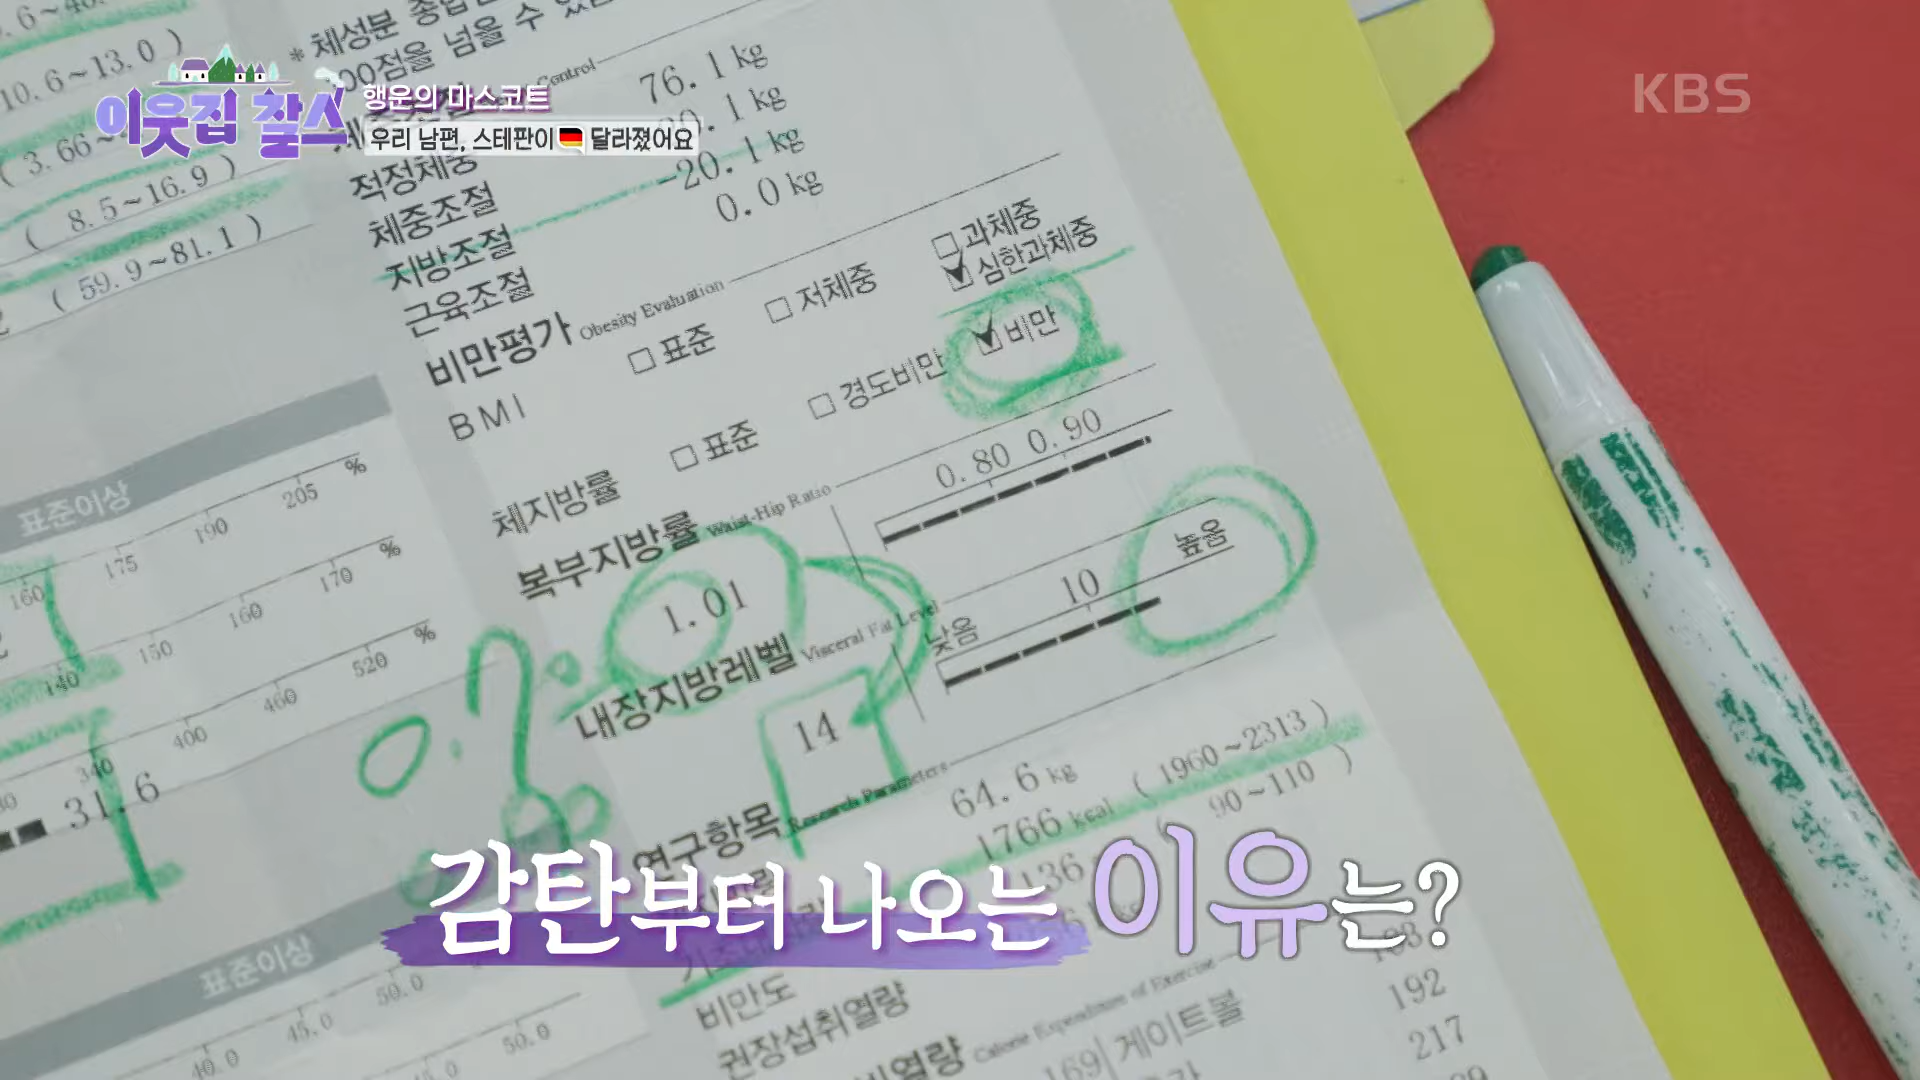 이웃집 찰스
행운의 마스코트
우리 남편, 스테판이 달라졌어요
KBS
10.6~13.0 )
( 3.66~
( 8.5~16.9 )
( 59.9~81.1 )
* 체성분
100점을 넘을 수
Control
76.1 kg
적정체중
체중조절 -20.1 kg
지방조절
근육조절 0.0 kg
비만평가 Obesity Evaluation
BMI □ 표준 □ 저체중 □ 과체중
심한과체중
체지방률 □ 표준 □ 경도비만 비만
복부지방률 Waist-Hip Ratio
1.01 0.80 0.90
내장지방레벨 Visceral Fat Level
14 낮음 10 높음
연구항목 Research Parameters
64.6 kg
1766 kcal ( 1960~2313 )
90~110 )
비만도
권장섭취열량
Calorie Expenditure of Exercise
게이트볼
192
217
표준이상
160 175 190 205 %
140 150 160 170 %
340 400 460 520 %
31.6
표준이상
40.0 45.0 50.0
50.0
감탄부터 나오는 이유는?